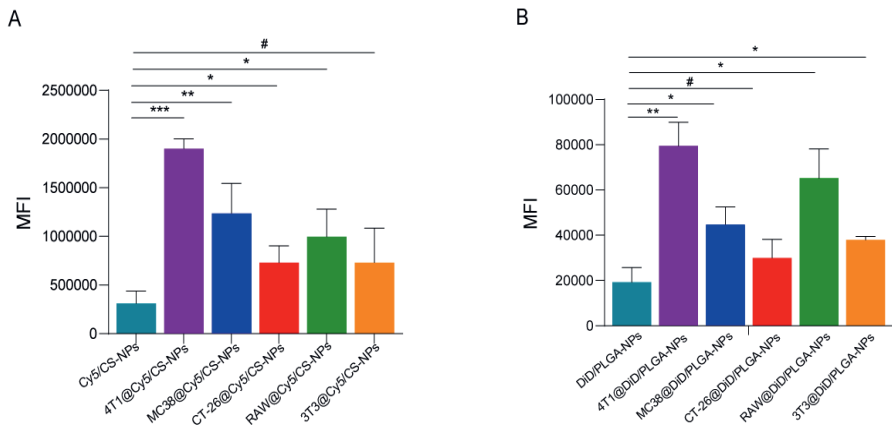 A
#
*
*
**
***
2500000
2000000
1500000
1000000
500000
0
MFI
Cy5/CS-NPs
4T1@Cy5/CS-NPs
MC38@Cy5/CS-NPs
CT-26@Cy5/CS-NPs
RAW@Cy5/CS-NPs
3T3@Cy5/CS-NPs
B
*
*
#
*
**
100000
80000
60000
40000
20000
0
MFI
DiD/PLGA-NPs
4T1@DiD/PLGA-NPs
MC38@DiD/PLGA-NPs
CT-26@DiD/PLGA-NPs
RAW@DiD/PLGA-NPs
3T3@DiD/PLGA-NPs